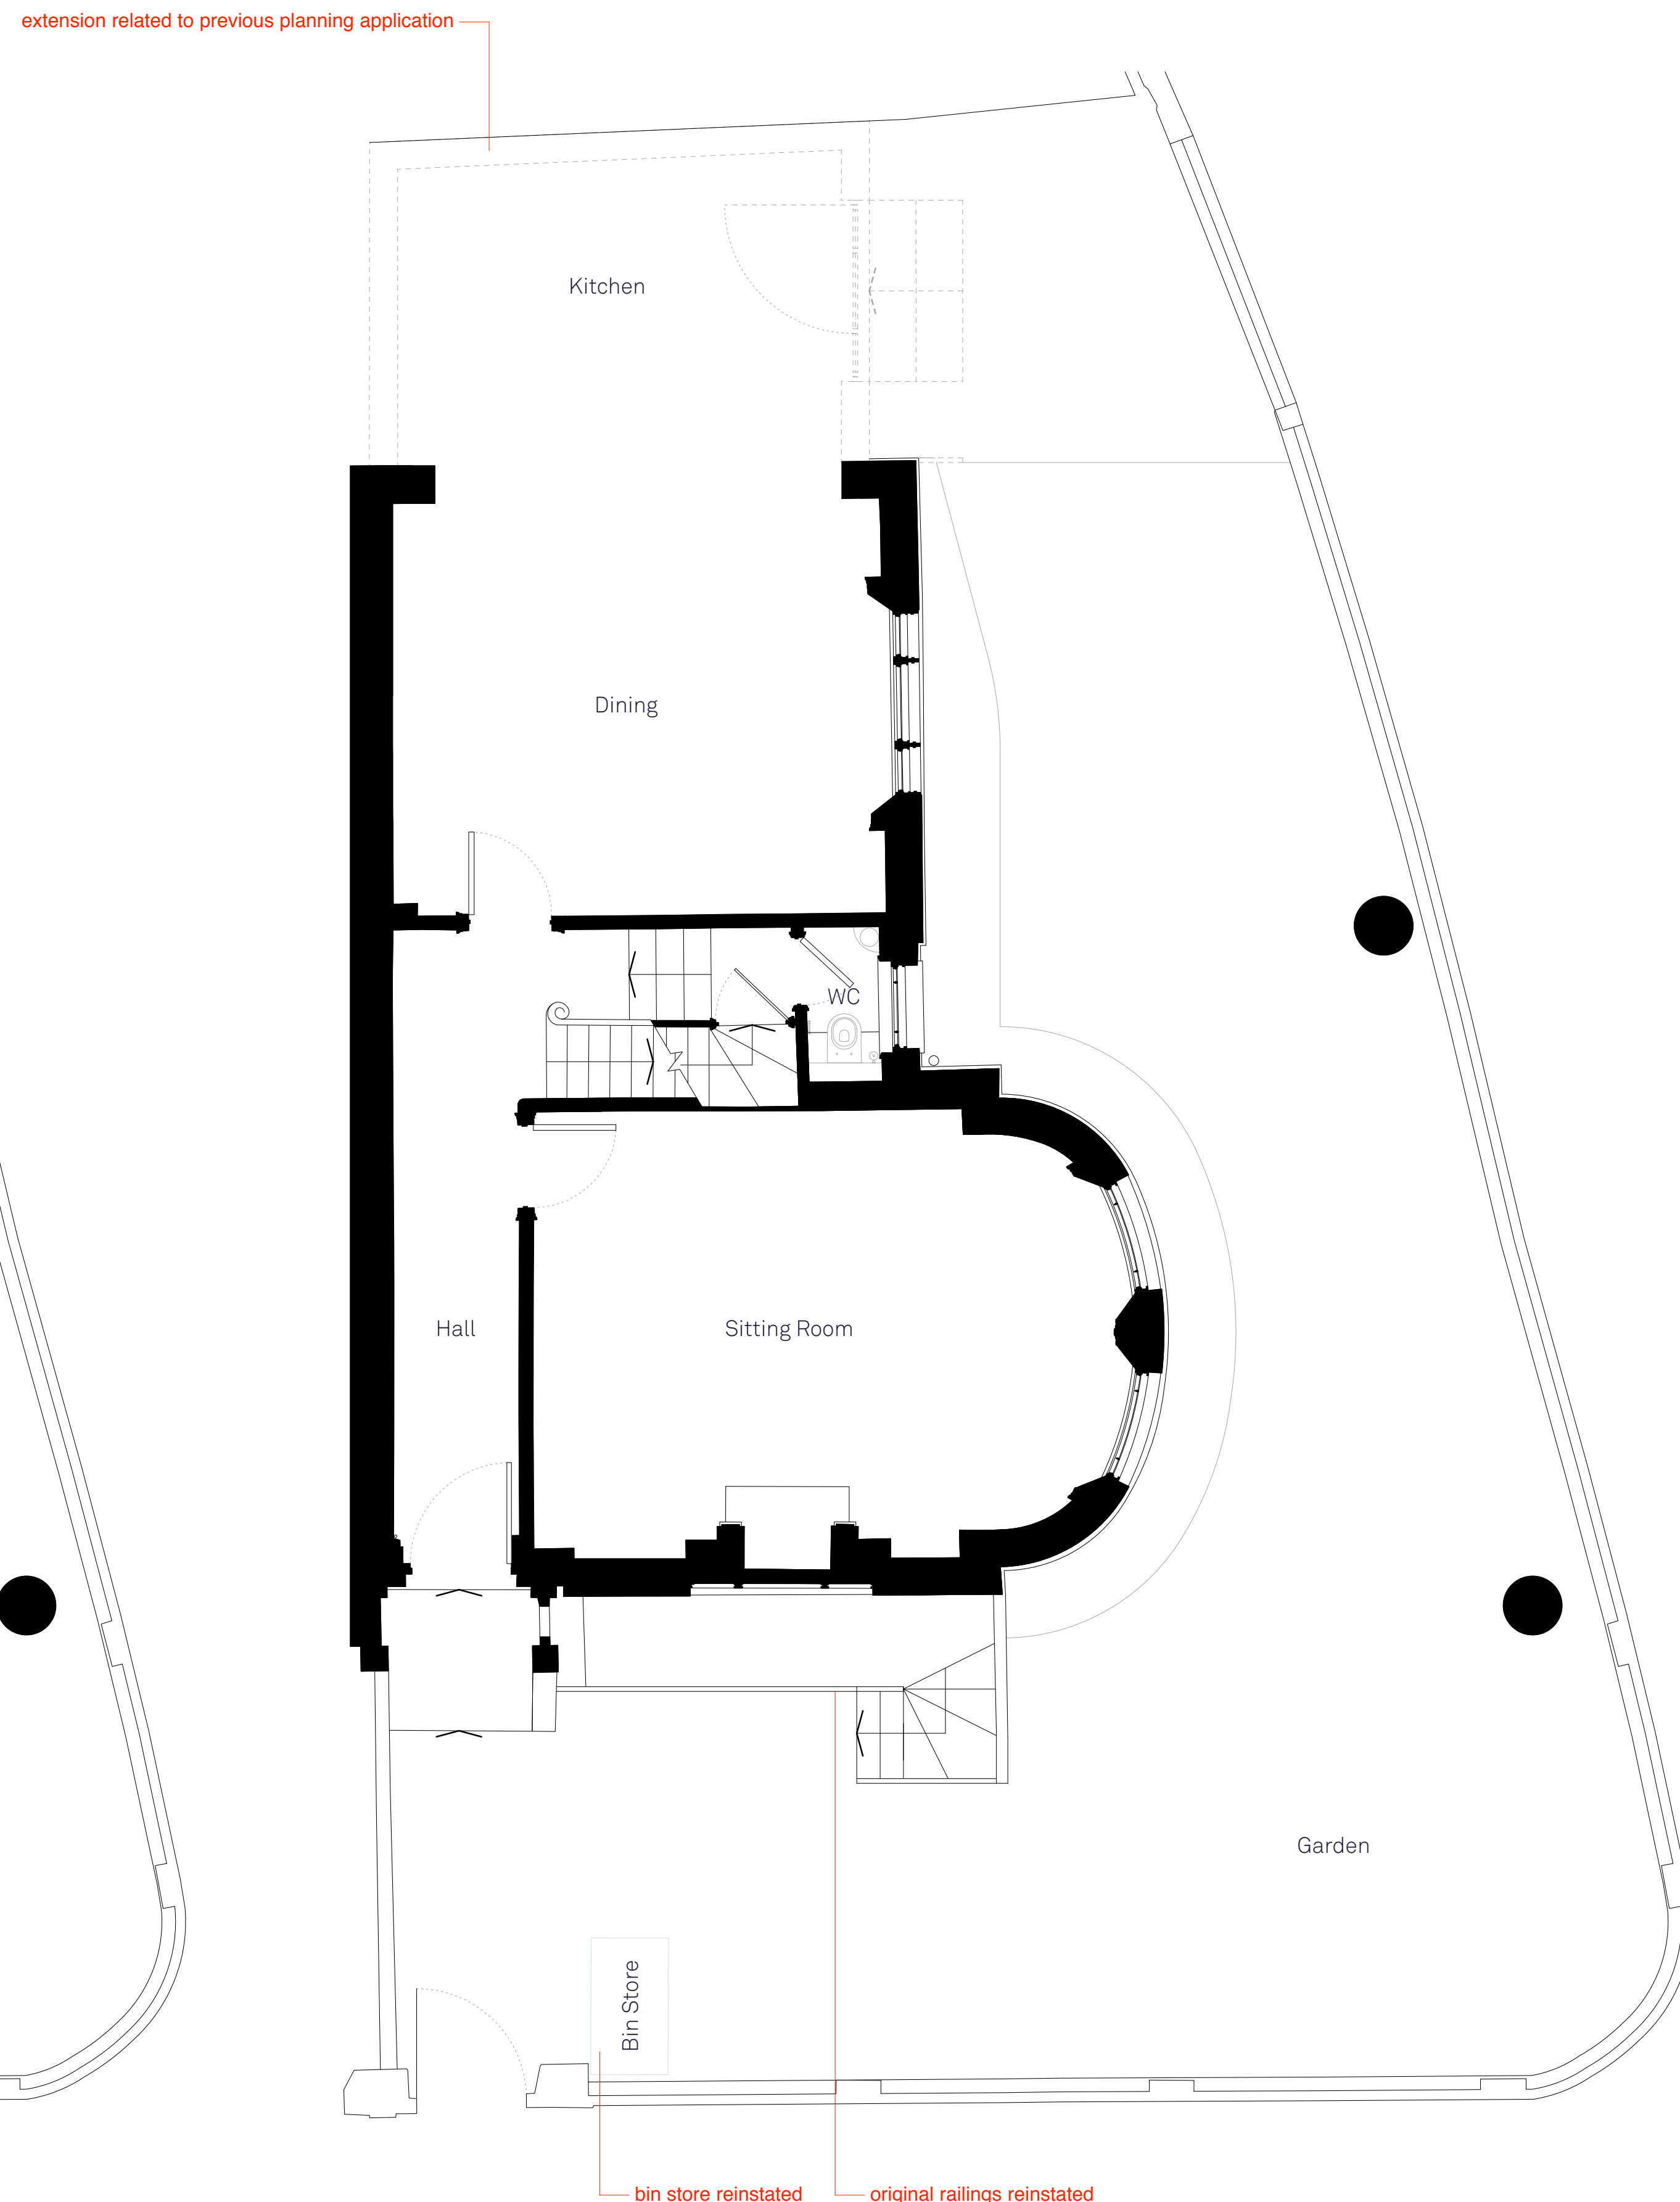 extension related to previous planning application
Kitchen
Dining
WC
Hall
Sitting Room
Garden
Bin Store
bin store reinstated
original railings reinstated